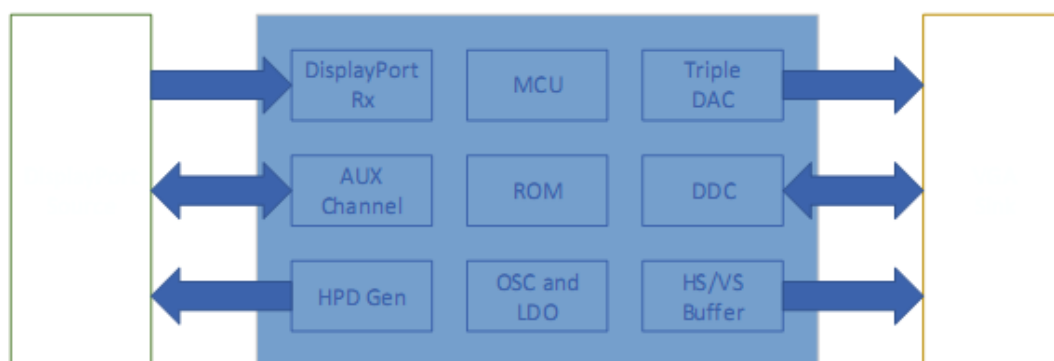 DisplayPort
Rx
MCU
Triple
DAC
AUX
Channel
ROM
DDC
HPD Gen
OSC and
LDO
HS/VS
Buffer